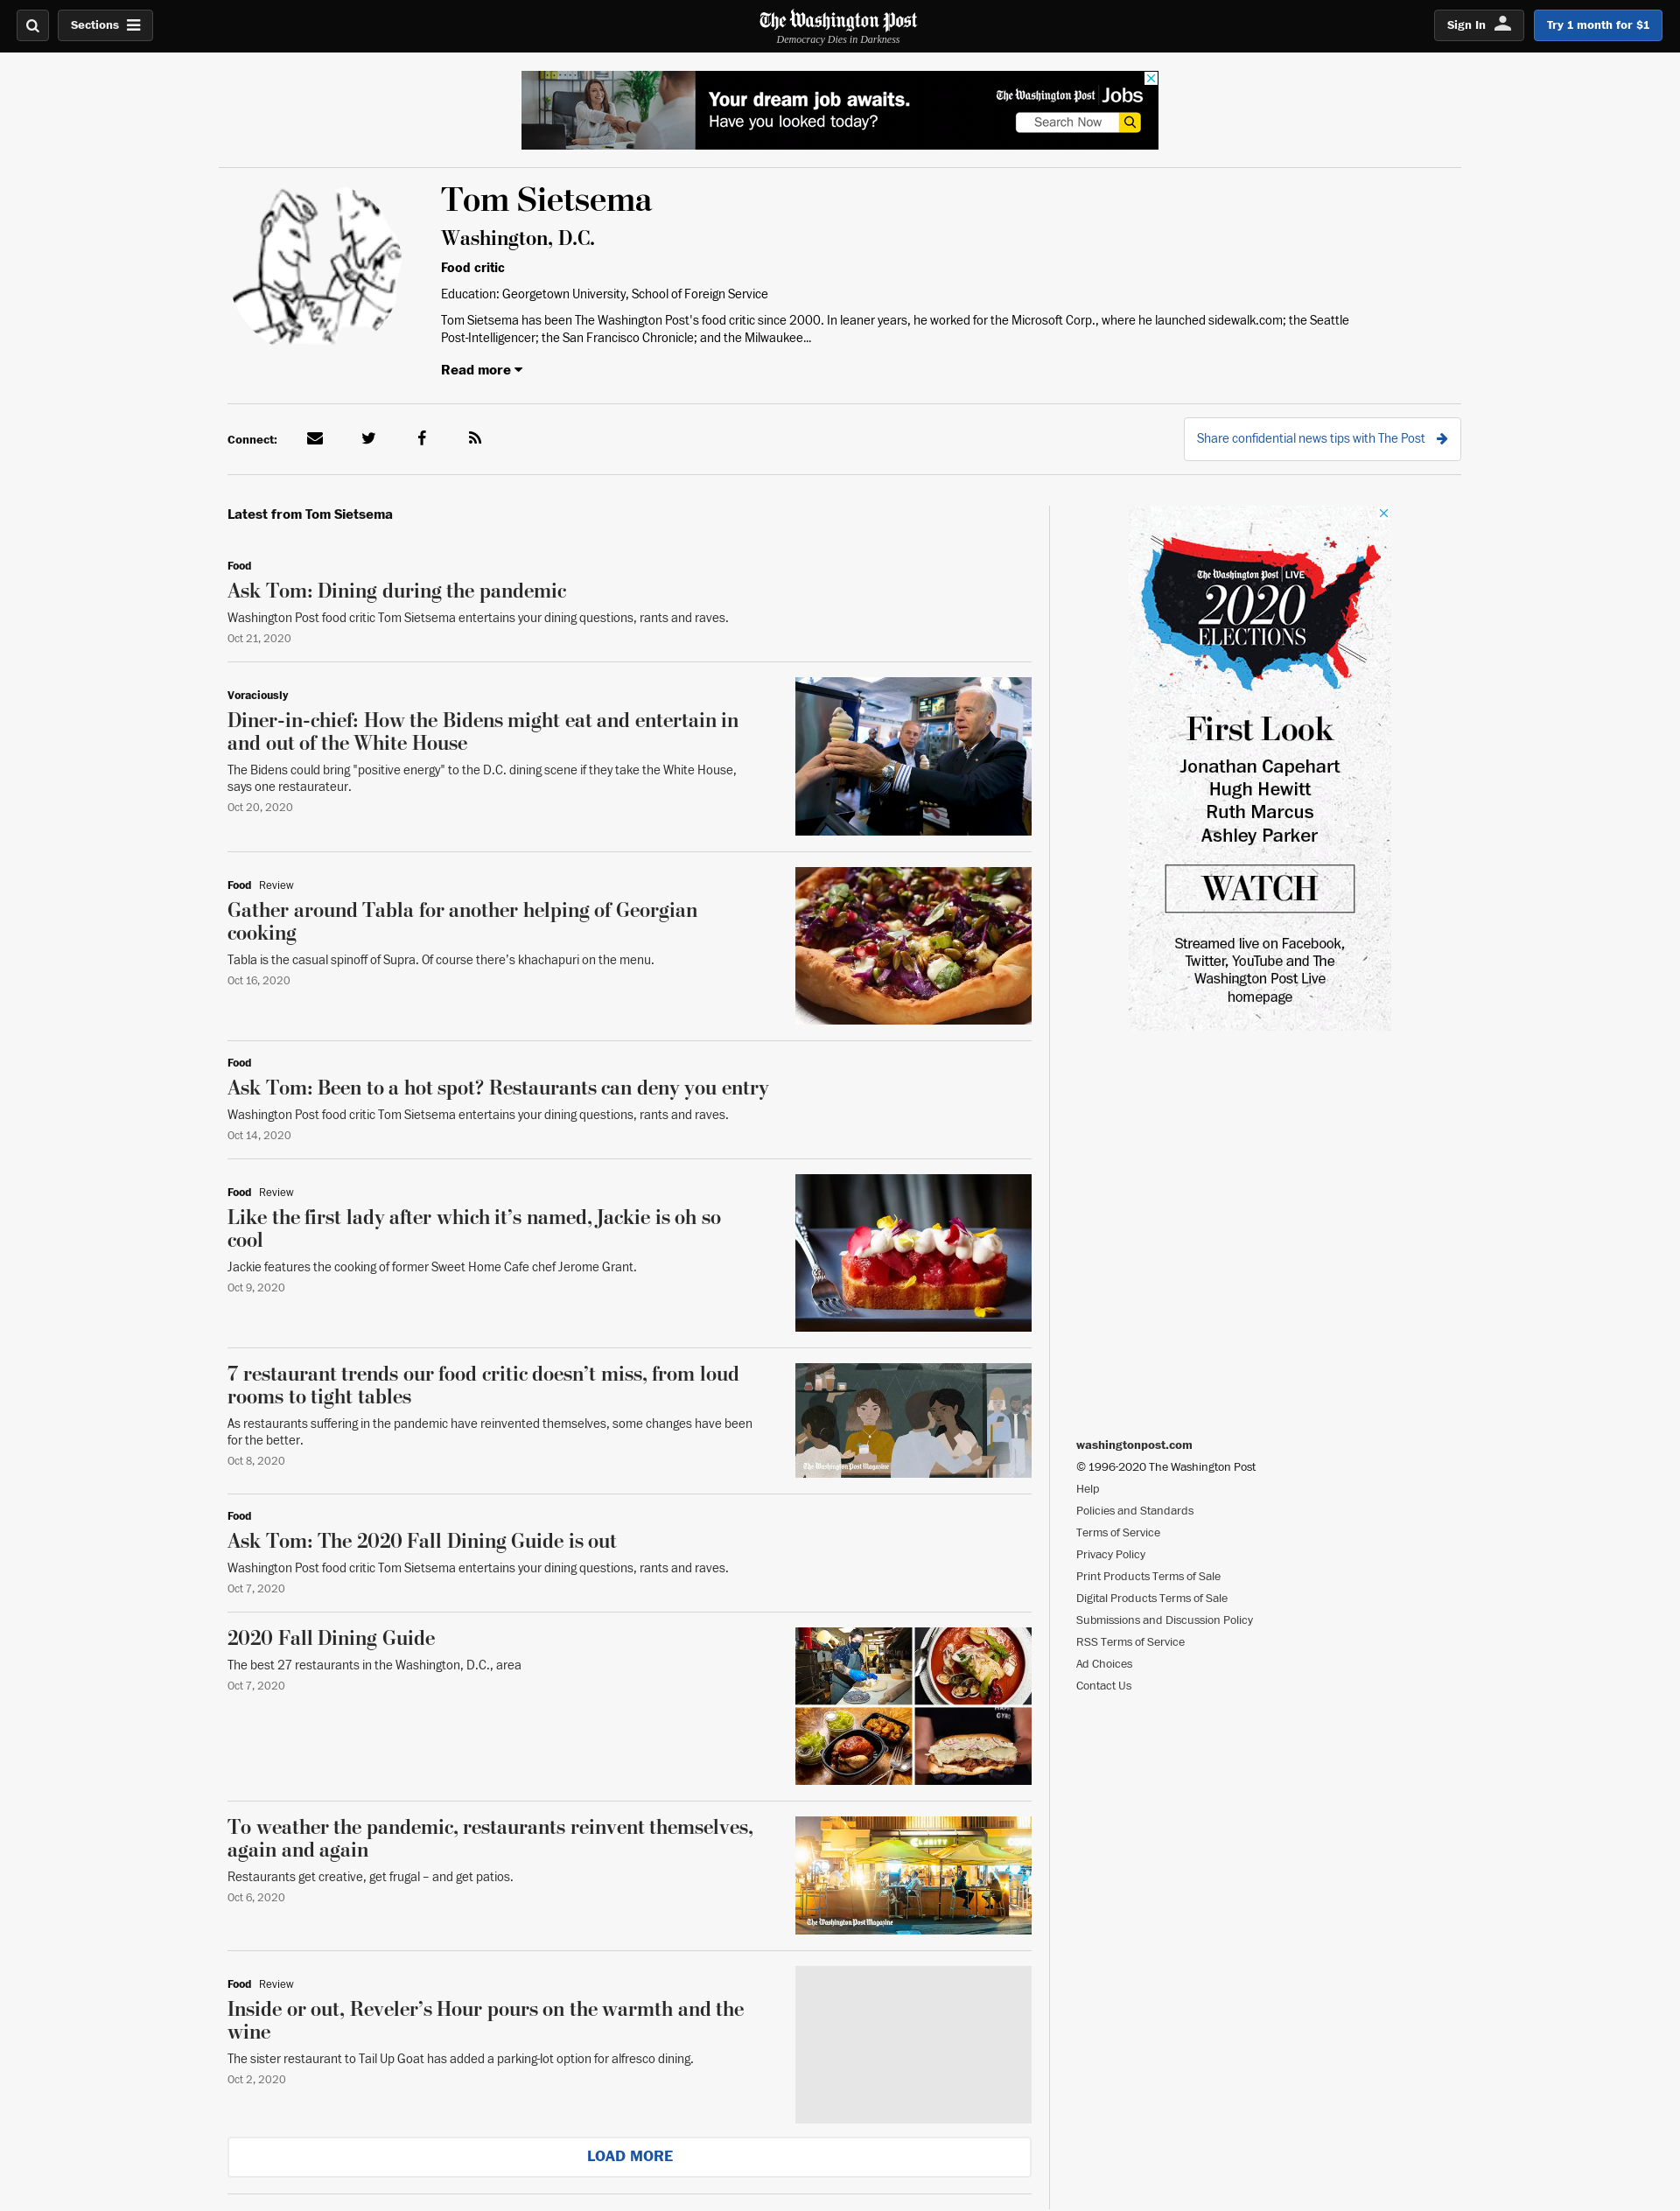 Sections
The Washington Post
Democracy Dies in Darkness
Sign In
Try 1 month for $1
Your dream job awaits.
Have you looked today?
The Washington Post Jobs
Search Now
Tom Sietsema
Washington, D.C.
Food critic
Education: Georgetown University, School of Foreign Service
Tom Sietsema has been The Washington Post's food critic since 2000. In leaner years, he worked for the Microsoft Corp., where he launched sidewalk.com; the Seattle
Post-Intelligencer; the San Francisco Chronicle; and the Milwaukee...
Read more
Connect:
Share confidential news tips with The Post
Latest from Tom Sietsema
Food
Ask Tom: Dining during the pandemic
Washington Post food critic Tom Sietsema entertains your dining questions, rants and raves.
Oct 21, 2020
Voraciously
Diner-in-chief: How the Bidens might eat and entertain in
and out of the White House
The Bidens could bring "positive energy" to the D.C. dining scene if they take the White House,
says one restaurateur.
Oct 20, 2020
Food Review
Gather around Tabla for another helping of Georgian
cooking
Tabla is the casual spinoff of Supra. Of course there’s khachapuri on the menu.
Oct 16, 2020
Food
Ask Tom: Been to a hot spot? Restaurants can deny you entry
Washington Post food critic Tom Sietsema entertains your dining questions, rants and raves.
Oct 14, 2020
Food Review
Like the first lady after which it’s named, Jackie is oh so
cool
Jackie features the cooking of former Sweet Home Cafe chef Jerome Grant.
Oct 9, 2020
7 restaurant trends our food critic doesn’t miss, from loud
rooms to tight tables
As restaurants suffering in the pandemic have reinvented themselves, some changes have been
for the better.
Oct 8, 2020
The Washington Post Magazine
Food
Ask Tom: The 2020 Fall Dining Guide is out
Washington Post food critic Tom Sietsema entertains your dining questions, rants and raves.
Oct 7, 2020
2020 Fall Dining Guide
The best 27 restaurants in the Washington, D.C., area
Oct 7, 2020
To weather the pandemic, restaurants reinvent themselves,
again and again
Restaurants get creative, get frugal – and get patios.
Oct 6, 2020
CLARITY
The Washington Post Magazine
Food Review
Inside or out, Reveler’s Hour pours on the warmth and the
wine
The sister restaurant to Tail Up Goat has added a parking-lot option for alfresco dining.
Oct 2, 2020
LOAD MORE
The Washington Post LIVE
2020
ELECTIONS
First Look
Jonathan Capehart
Hugh Hewitt
Ruth Marcus
Ashley Parker
WATCH
Streamed live on Facebook,
Twitter, YouTube and The
Washington Post Live
homepage
washingtonpost.com
© 1996-2020 The Washington Post
Help
Policies and Standards
Terms of Service
Privacy Policy
Print Products Terms of Sale
Digital Products Terms of Sale
Submissions and Discussion Policy
RSS Terms of Service
Ad Choices
Contact Us